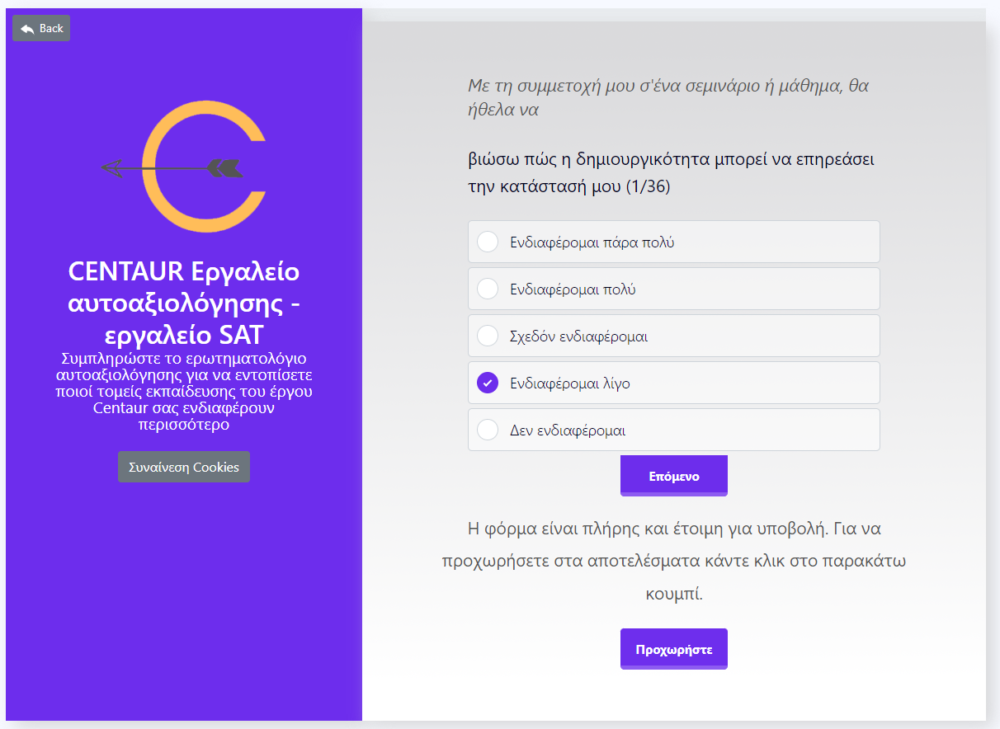 Back
CENTAUR Εργαλείο
αυτοαξιολόγησης -
εργαλείο SAT
Συμπληρώστε το ερωτηματολόγιο
αυτοαξιολόγησης για να εντοπίσετε
ποιοί τομείς εκπαίδευσης του έργου
Centaur σας ενδιαφέρουν
περισσότερο
Συναίνεση Cookies
Με τη συμμετοχή μου σ'ένα σεμινάριο ή μάθημα, θα
ήθελα να
βιώσω πώς η δημιουργικότητα μπορεί να επηρεάσει
την κατάστασή μου (1/36)
Ενδιαφέρομαι πάρα πολύ
Ενδιαφέρομαι πολύ
Σχεδόν ενδιαφέρομαι
Ενδιαφέρομαι λίγο
Δεν ενδιαφέρομαι
Επόμενο
Η φόρμα είναι πλήρης και έτοιμη για υποβολή. Για να
προχωρήσετε στα αποτελέσματα κάντε κλικ στο παρακάτω
κουμπί.
Προχωρήστε